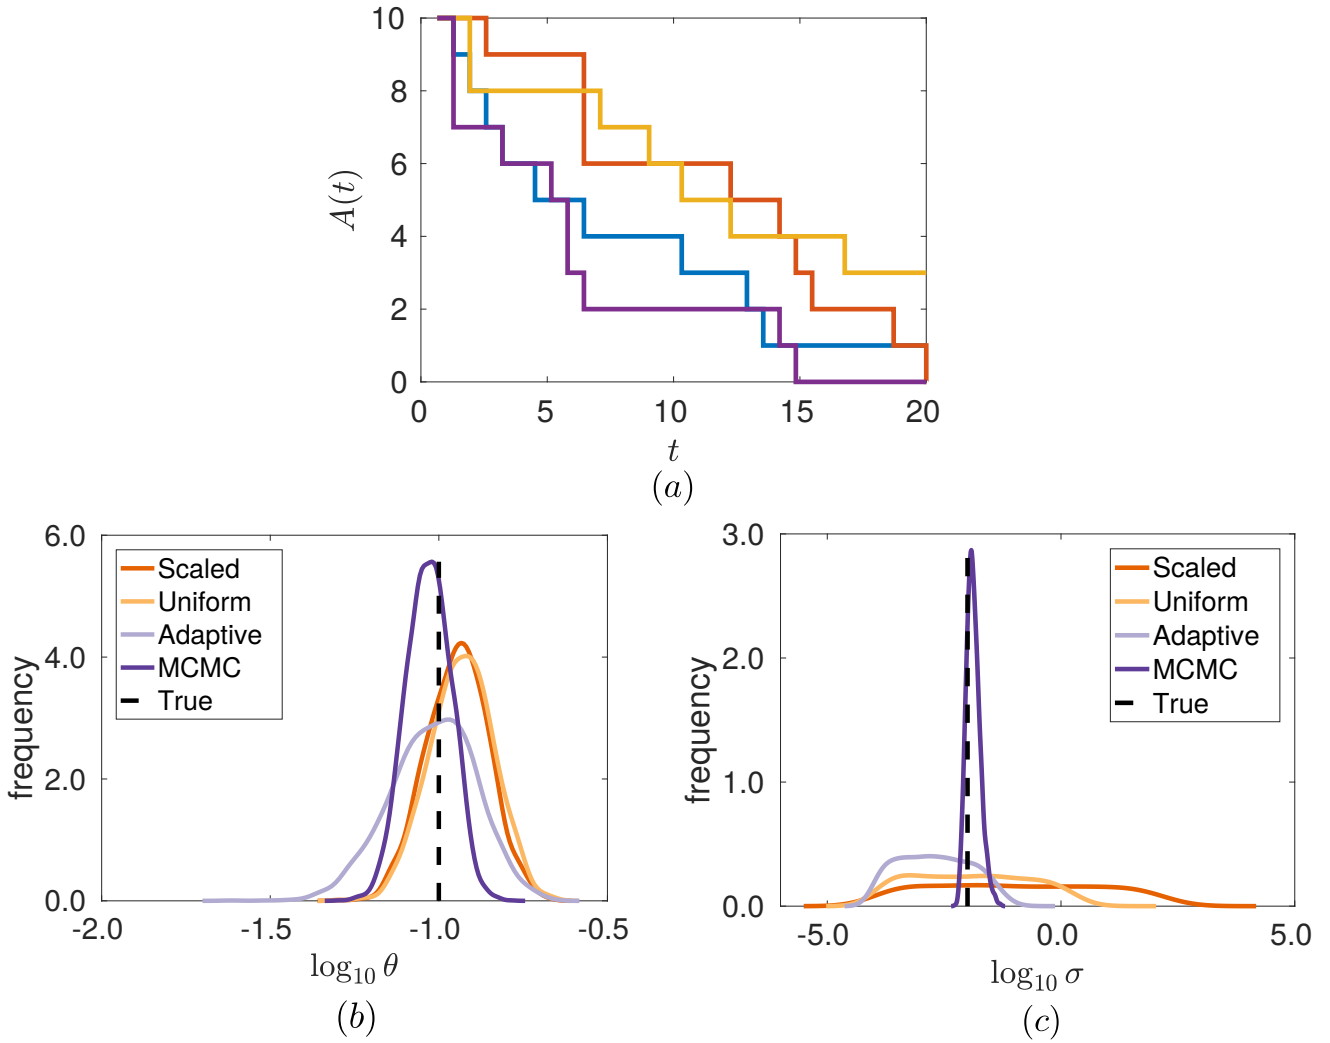 10
8
6
4
2
0
A(t)
0 5 10 15 20
t
(a)
6.0
4.0
2.0
0.0
frequency
Scaled
Uniform
Adaptive
MCMC
True
-2.0 -1.5 -1.0 -0.5
log10 θ
(b)
3.0
2.0
1.0
0.0
frequency
Scaled
Uniform
Adaptive
MCMC
True
-5.0 0.0 5.0
log10 σ
(c)